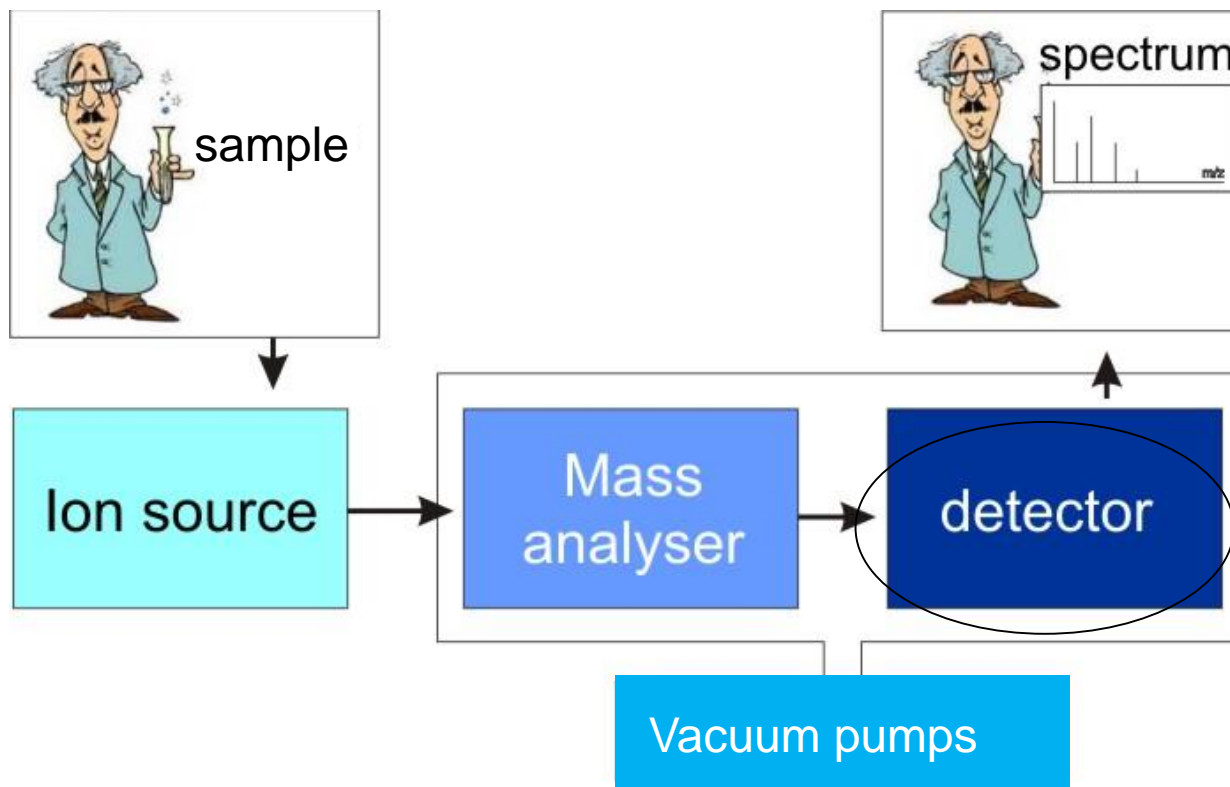 sample
spectrum
m/z
Ion source
Mass
analyser
detector
Vacuum pumps